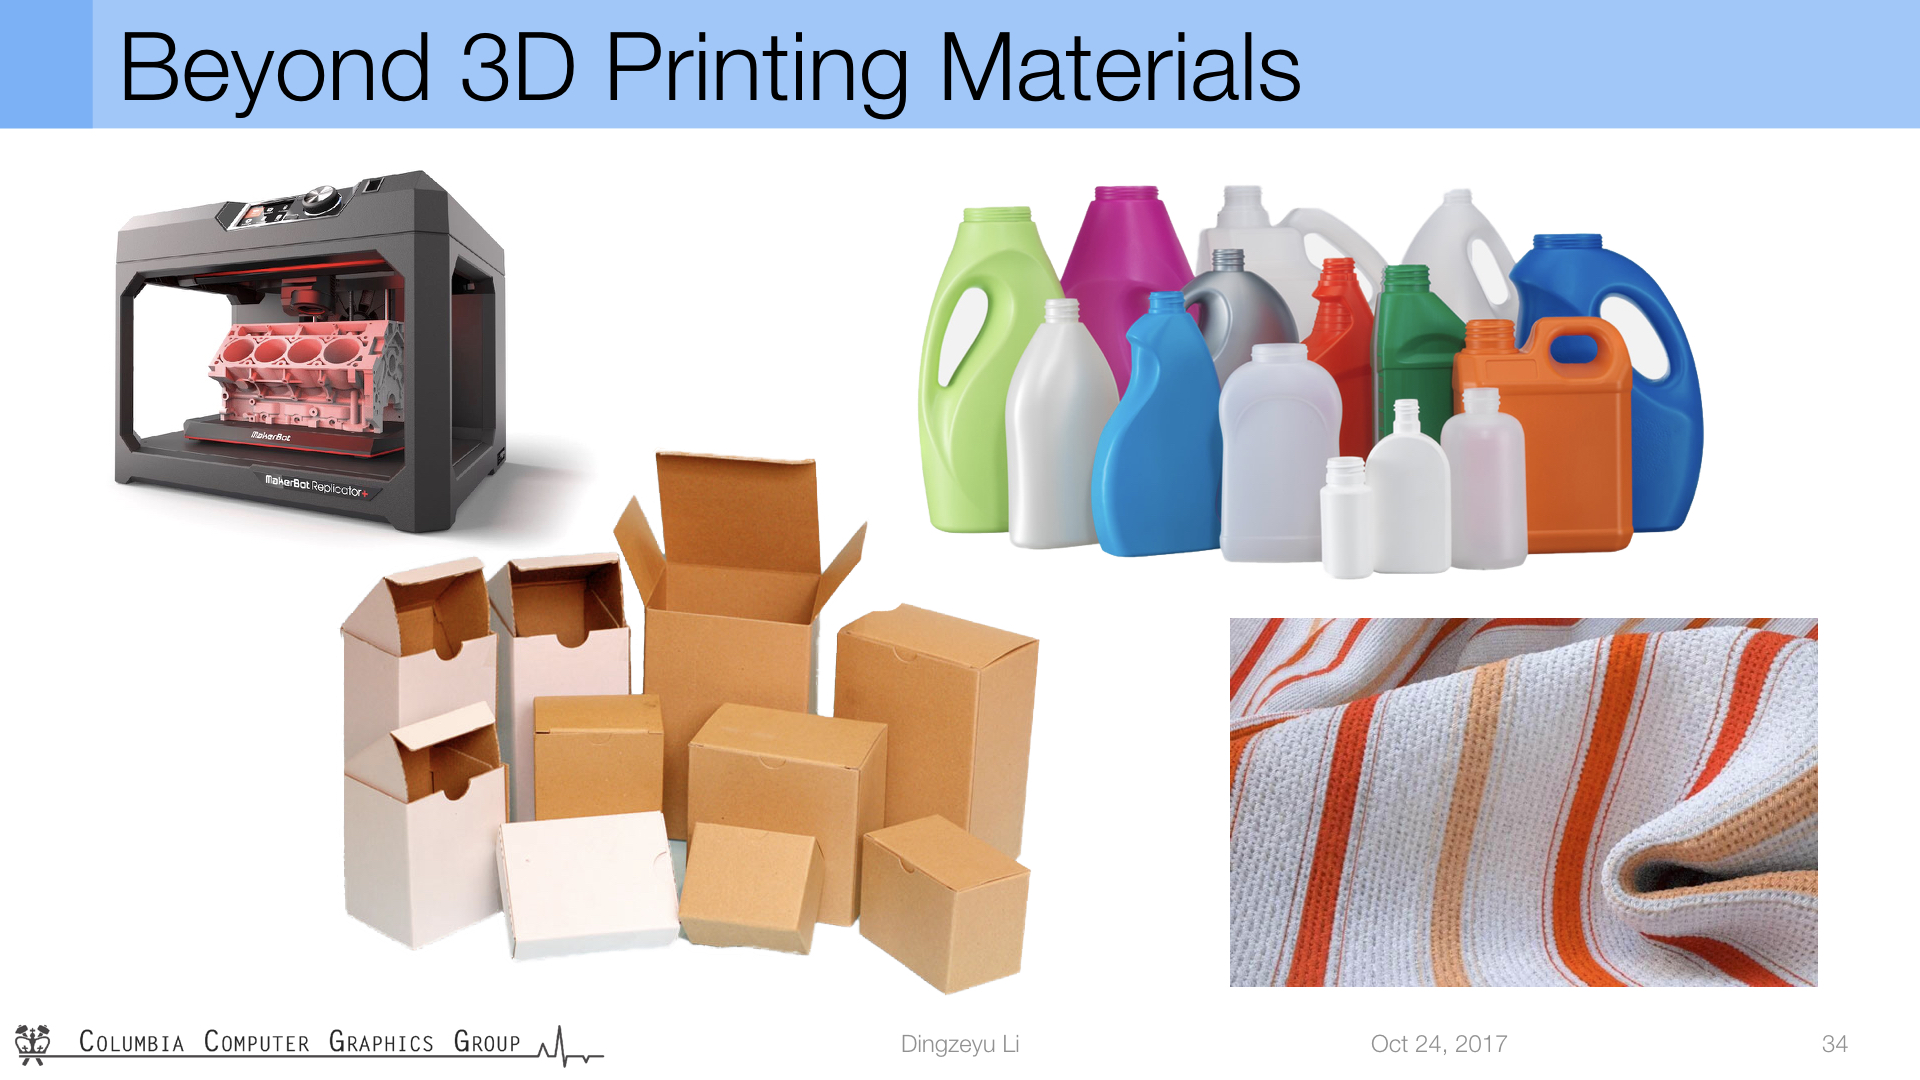 Beyond 3D Printing Materials
MakerBot
MakerBot Replicator+
COLUMBIA COMPUTER GRAPHICS GROUP
Dingzeyu Li
Oct 24, 2017
34